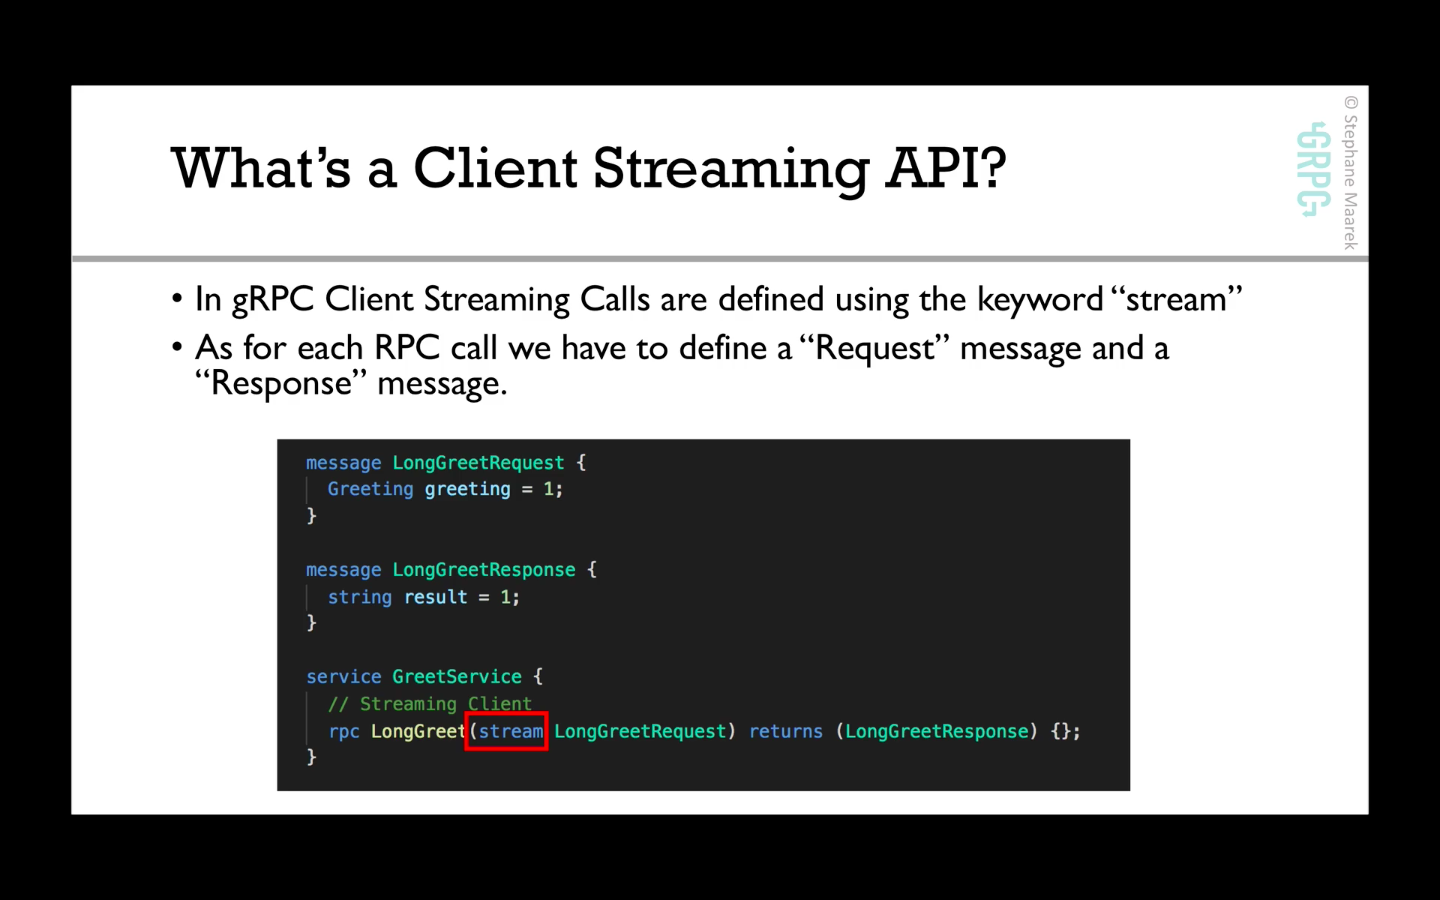 What's a Client Streaming API?
GRPC
© Stephane Maarek
• In gRPC Client Streaming Calls are defined using the keyword “stream”
• As for each RPC call we have to define a “Request” message and a
“Response” message.
message LongGreetRequest {
Greeting greeting = 1;
}
message LongGreetResponse {
string result = 1;
}
service GreetService {
// Streaming Client
rpc LongGreet(stream LongGreetRequest) returns (LongGreetResponse) {};
}